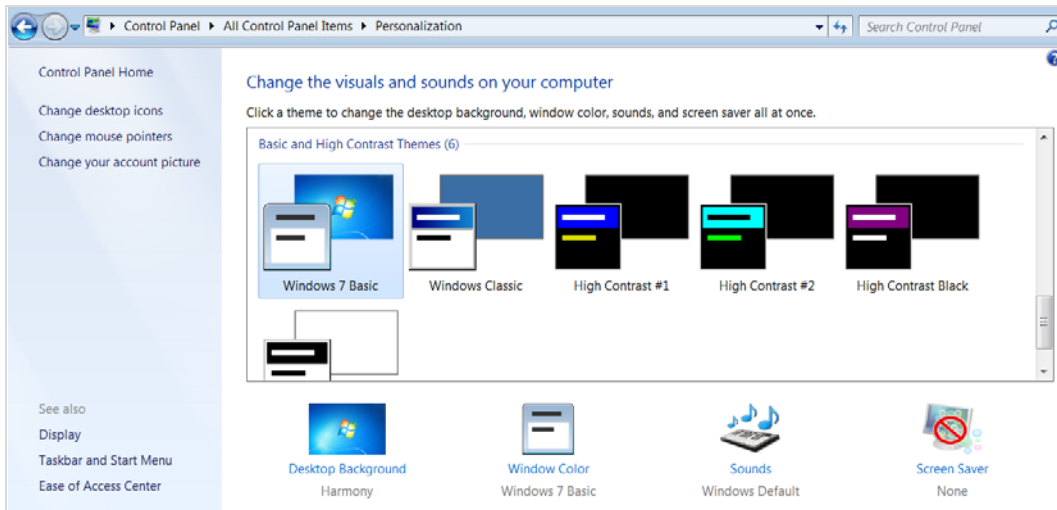 Control Panel ▸ All Control Panel Items ▸ Personalization
Search Control Panel
Control Panel Home
Change desktop icons
Change mouse pointers
Change your account picture
Change the visuals and sounds on your computer
Click a theme to change the desktop background, window color, sounds, and screen saver all at once.
Basic and High Contrast Themes (6)
Windows 7 Basic
Windows Classic
High Contrast #1
High Contrast #2
High Contrast Black
See also
Display
Taskbar and Start Menu
Ease of Access Center
Desktop Background
Harmony
Window Color
Windows 7 Basic
Sounds
Windows Default
Screen Saver
None